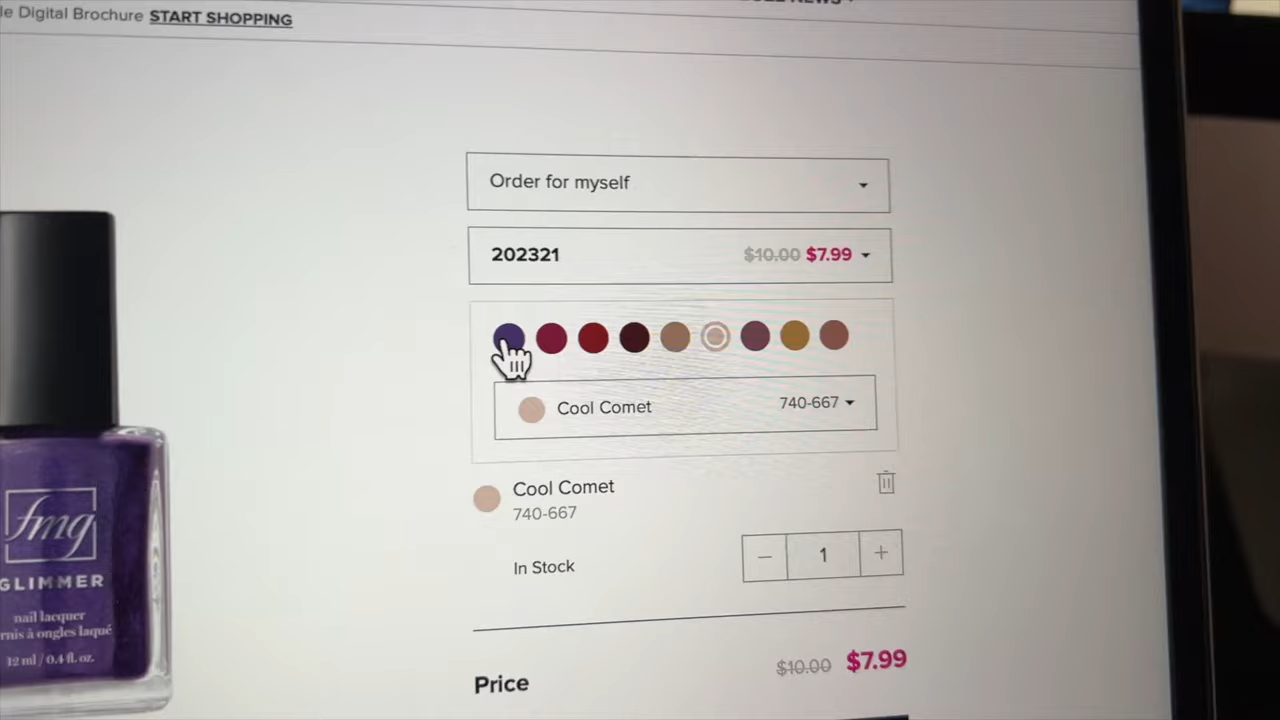 Digital Brochure START SHOPPING
NEWS
Order for myself
202321 $10.00 $7.99
Cool Comet 740-667
Cool Comet
740-667
In Stock
1
Price $10.00 $7.99
fmg
GLIMMER
nail lacquer
à ongles laqué
12 ml / 0.4 fl. oz.